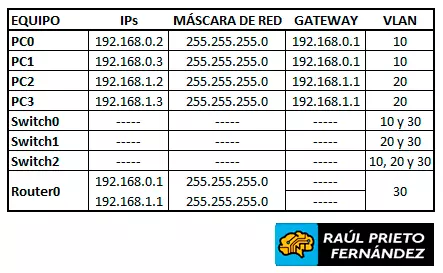 EQUIPO IPs MÁSCARA DE RED GATEWAY VLAN
PC0 192.168.0.2 255.255.255.0 192.168.0.1 10
PC1 192.168.0.3 255.255.255.0 192.168.0.1 10
PC2 192.168.1.2 255.255.255.0 192.168.1.1 20
PC3 192.168.1.3 255.255.255.0 192.168.1.1 20
Switch0 ----- ----- ----- 10 y 30
Switch1 ----- ----- ----- 20 y 30
Switch2 ----- ----- ----- 10, 20 y 30
Router0 192.168.0.1 255.255.255.0 ----- 30
192.168.1.1 255.255.255.0 -----
RAÚL PRIETO
FERNÁNDEZ